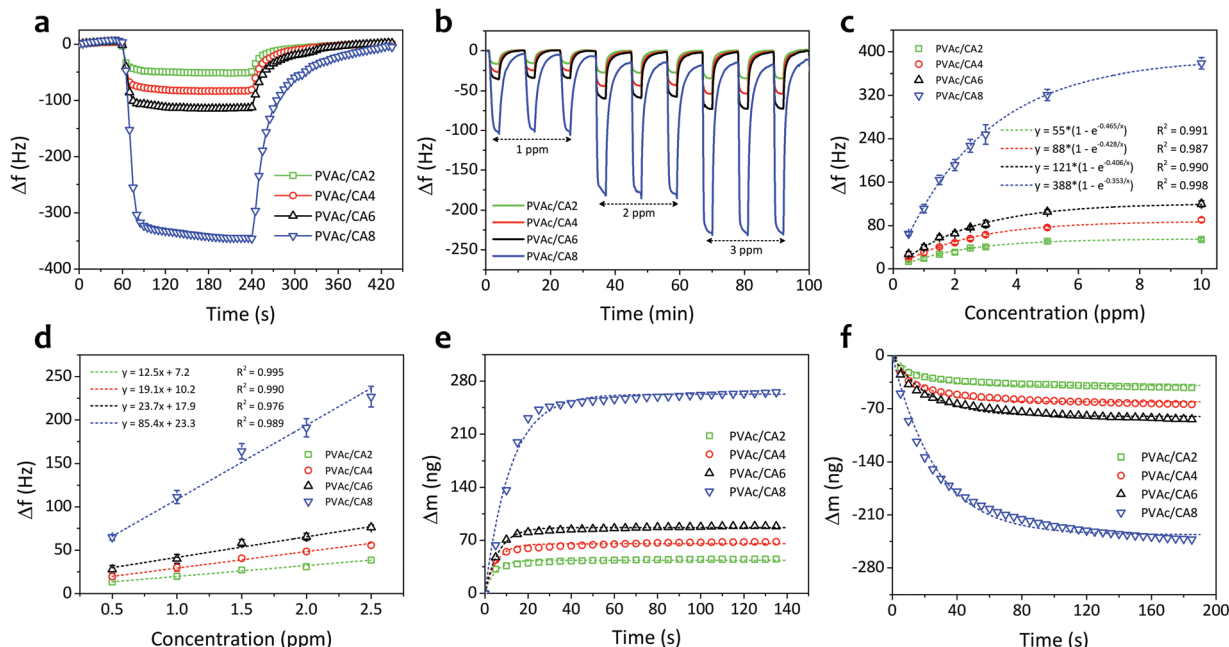 a
0
-100
-200
-300
-400
Δf (Hz)
PVAc/CA2
PVAc/CA4
PVAc/CA6
PVAc/CA8
0 60 120 180 240 300 360 420
Time (s)
b
0
-50
-100
-150
-200
-250
Δf (Hz)
1 ppm
2 ppm
3 ppm
PVAc/CA2
PVAc/CA4
PVAc/CA6
PVAc/CA8
0 20 40 60 80 100
Time (min)
c
400
320
240
160
80
0
Δf (Hz)
PVAc/CA2
PVAc/CA4
PVAc/CA6
PVAc/CA8
y = 55*(1 - e^-0.465/x) R² = 0.991
y = 88*(1 - e^-0.428/x) R² = 0.987
y = 121*(1 - e^-0.406/x) R² = 0.990
y = 388*(1 - e^-0.353/x) R² = 0.998
0 2 4 6 8 10
Concentration (ppm)
d
250
200
150
100
50
0
Δf (Hz)
y = 12.5x + 7.2 R² = 0.995
y = 19.1x + 10.2 R² = 0.990
y = 23.7x + 17.9 R² = 0.976
y = 85.4x + 23.3 R² = 0.989
PVAc/CA2
PVAc/CA4
PVAc/CA6
PVAc/CA8
0.5 1.0 1.5 2.0 2.5
Concentration (ppm)
e
280
210
140
70
0
Δm (ng)
PVAc/CA2
PVAc/CA4
PVAc/CA6
PVAc/CA8
0 20 40 60 80 100 120 140
Time (s)
f
0
-70
-140
-210
-280
Δm (ng)
PVAc/CA2
PVAc/CA4
PVAc/CA6
PVAc/CA8
0 40 80 120 160 200
Time (s)